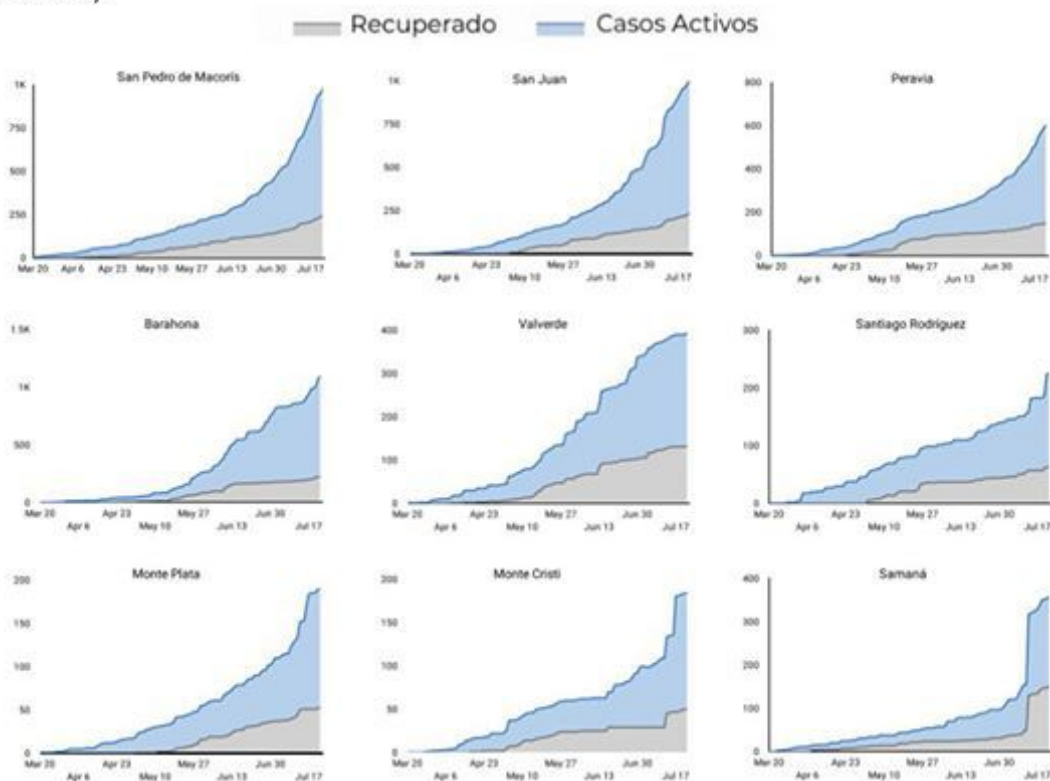 Recuperado Casos Activos
San Pedro de Macorís San Juan Peravia
1K 1K 800
750 750 600
500 500 400
250 250 200
0 0 0
Mar 20 Apr 6 Apr 23 May 10 May 27 Jun 13 Jun 30 Jul 17
Mar 20 Apr 23 May 27 Jun 30
Apr 6 May 10 Jun 13 Jul 17
Mar 20 Apr 23 May 27 Jun 30
Apr 6 May 10 Jun 13 Jul 17
Barahona Valverde Santiago Rodríguez
1.5K 400 300
1K 300 200
500 200 100
0 100 0
0
Mar 20 Apr 23 May 27 Jun 30
Apr 6 May 10 Jun 13 Jul 17
Mar 20 Apr 23 May 27 Jun 30
Apr 6 May 10 Jun 13 Jul 17
Mar 20 Apr 23 May 27 Jun 30
Apr 6 May 10 Jun 13 Jul 17
Monte Plata Monte Cristi Samaná
200 200 400
150 150 300
100 100 200
50 50 100
0 0 0
Mar 20 Apr 23 May 27 Jun 30
Apr 6 May 10 Jun 13 Jul 17
Mar 20 Apr 23 May 27 Jun 30
Apr 6 May 10 Jun 13 Jul 17
Mar 20 Apr 23 May 27 Jun 30
Apr 6 May 10 Jun 13 Jul 17